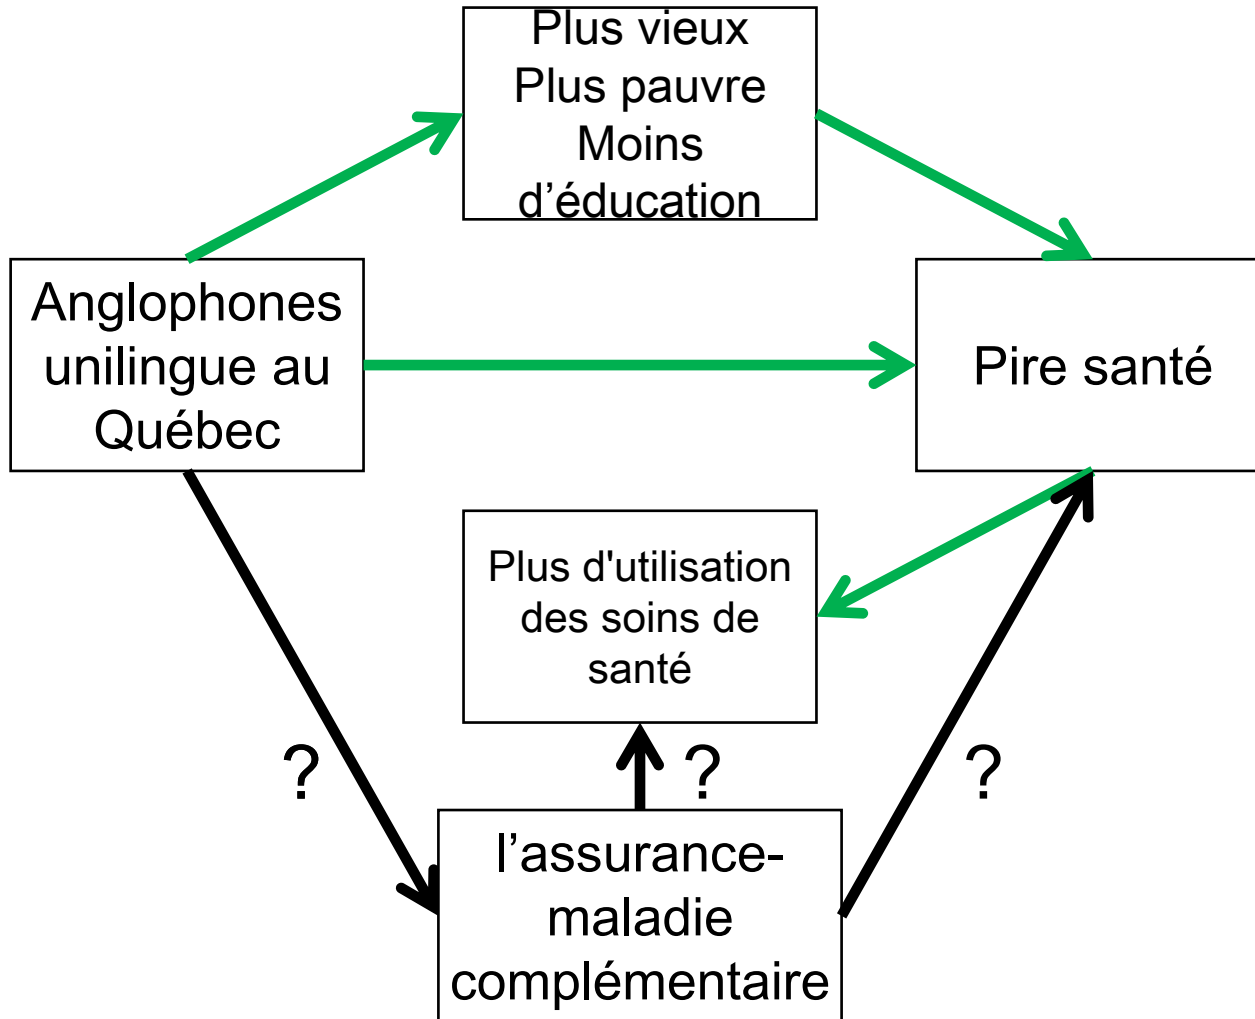 Plus vieux
Plus pauvre
Moins
d’éducation
Anglophones
unilingue au
Québec
Pire santé
Plus d'utilisation
des soins de
santé
?
?
?
l’assurance-
maladie
complémentaire